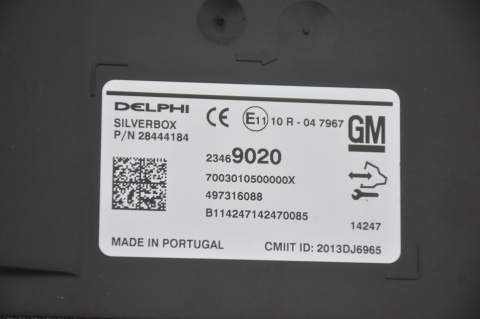 DELPHI
SILVERBOX
P/N 28444184
CE E11 10 R - 04 7967
GM
23469020
7003010500000X
497316088
B114247142470085
14247
MADE IN PORTUGAL
CMIIT ID: 2013DJ6965